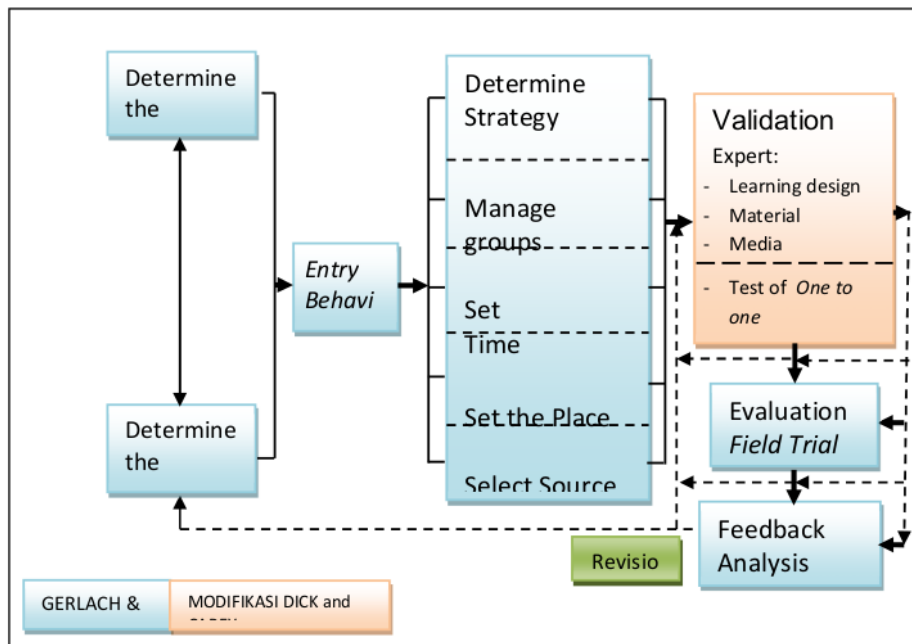 Determine
the
Determine
the
Entry
Behavi
Determine
Strategy
Manage
groups
Set
Time
Set the Place
Select Source
Validation
Expert:
- Learning design
- Material
- Media
- Test of One to
one
Evaluation
Field Trial
Feedback
Analysis
Revisio
GERLACH &
MODIFIKASI DICK and